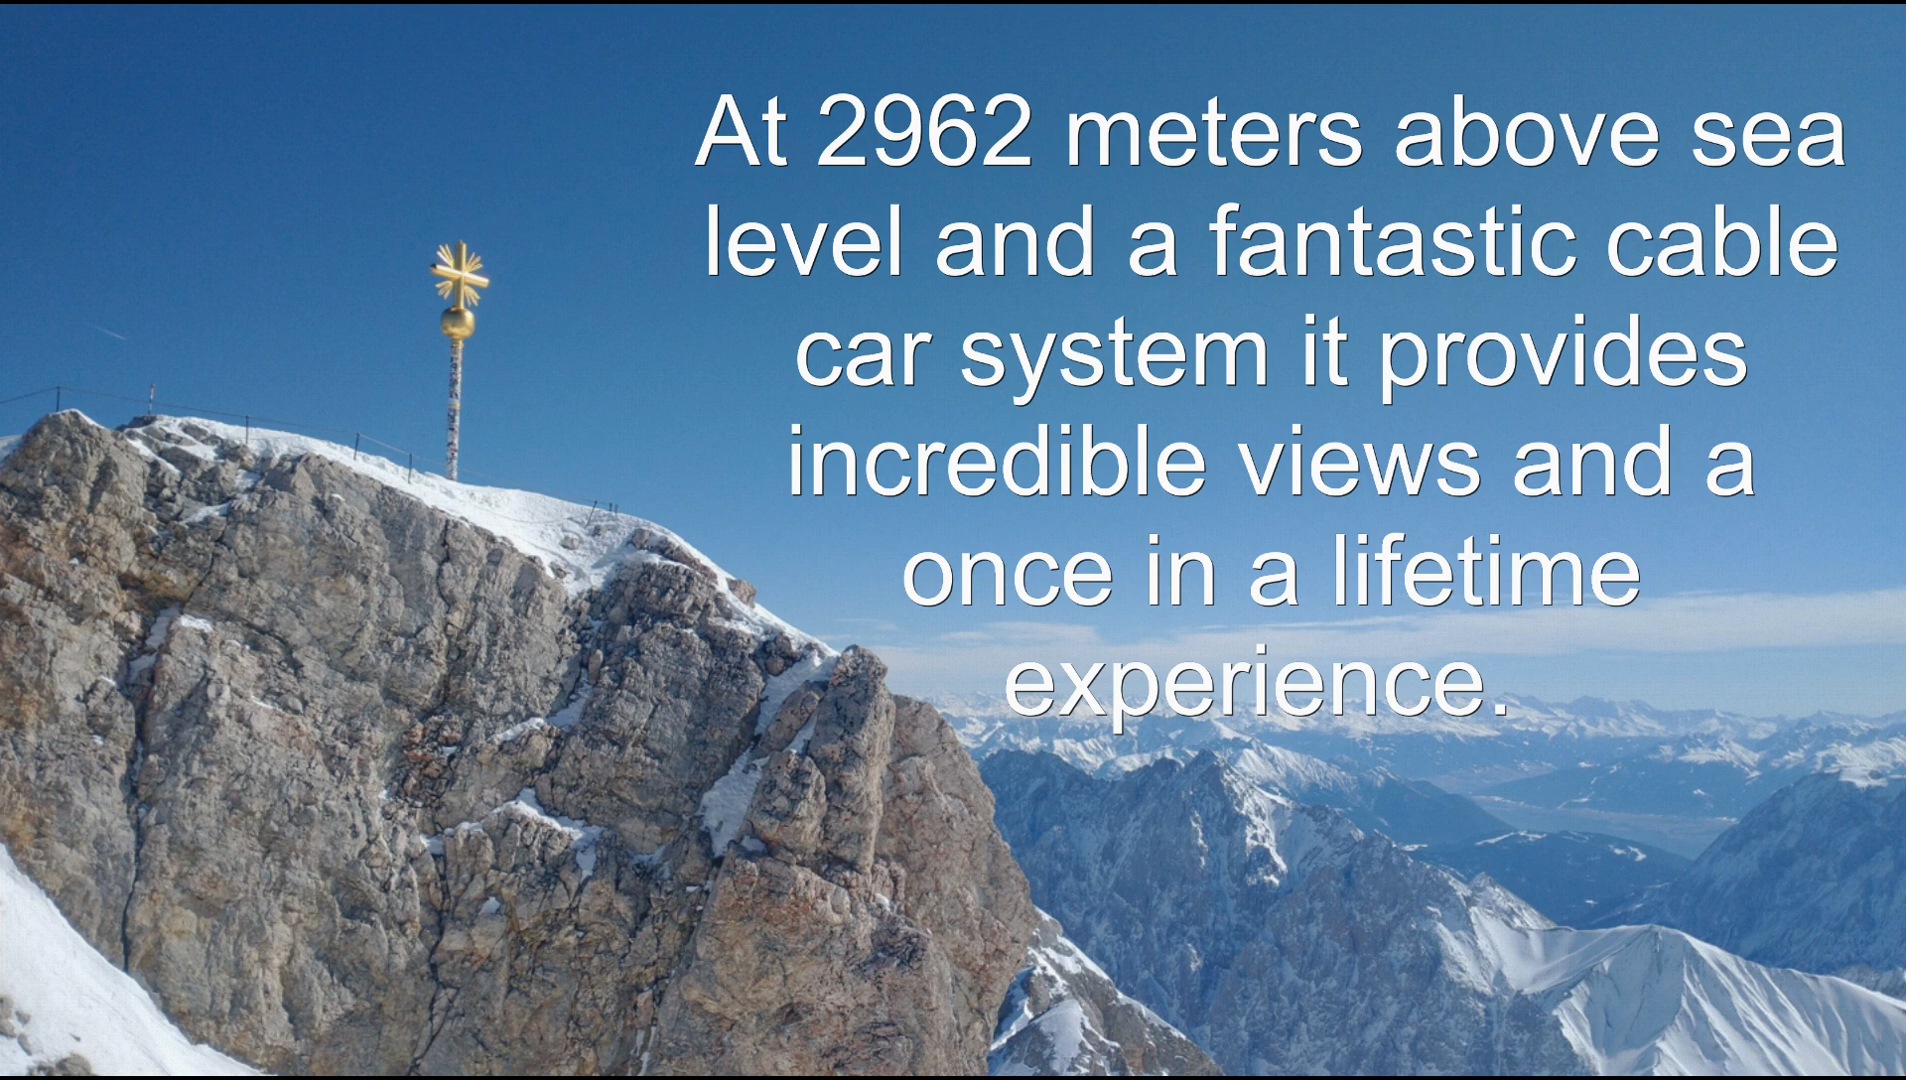 At 2962 meters above sea
level and a fantastic cable
car system it provides
incredible views and a
once in a lifetime
experience.